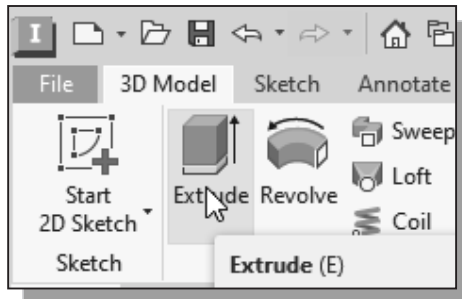 I
File 3D Model Sketch Annotate
Start
2D Sketch
Extrude Revolve
Sweep
Loft
Coil
Sketch
Extrude (E)